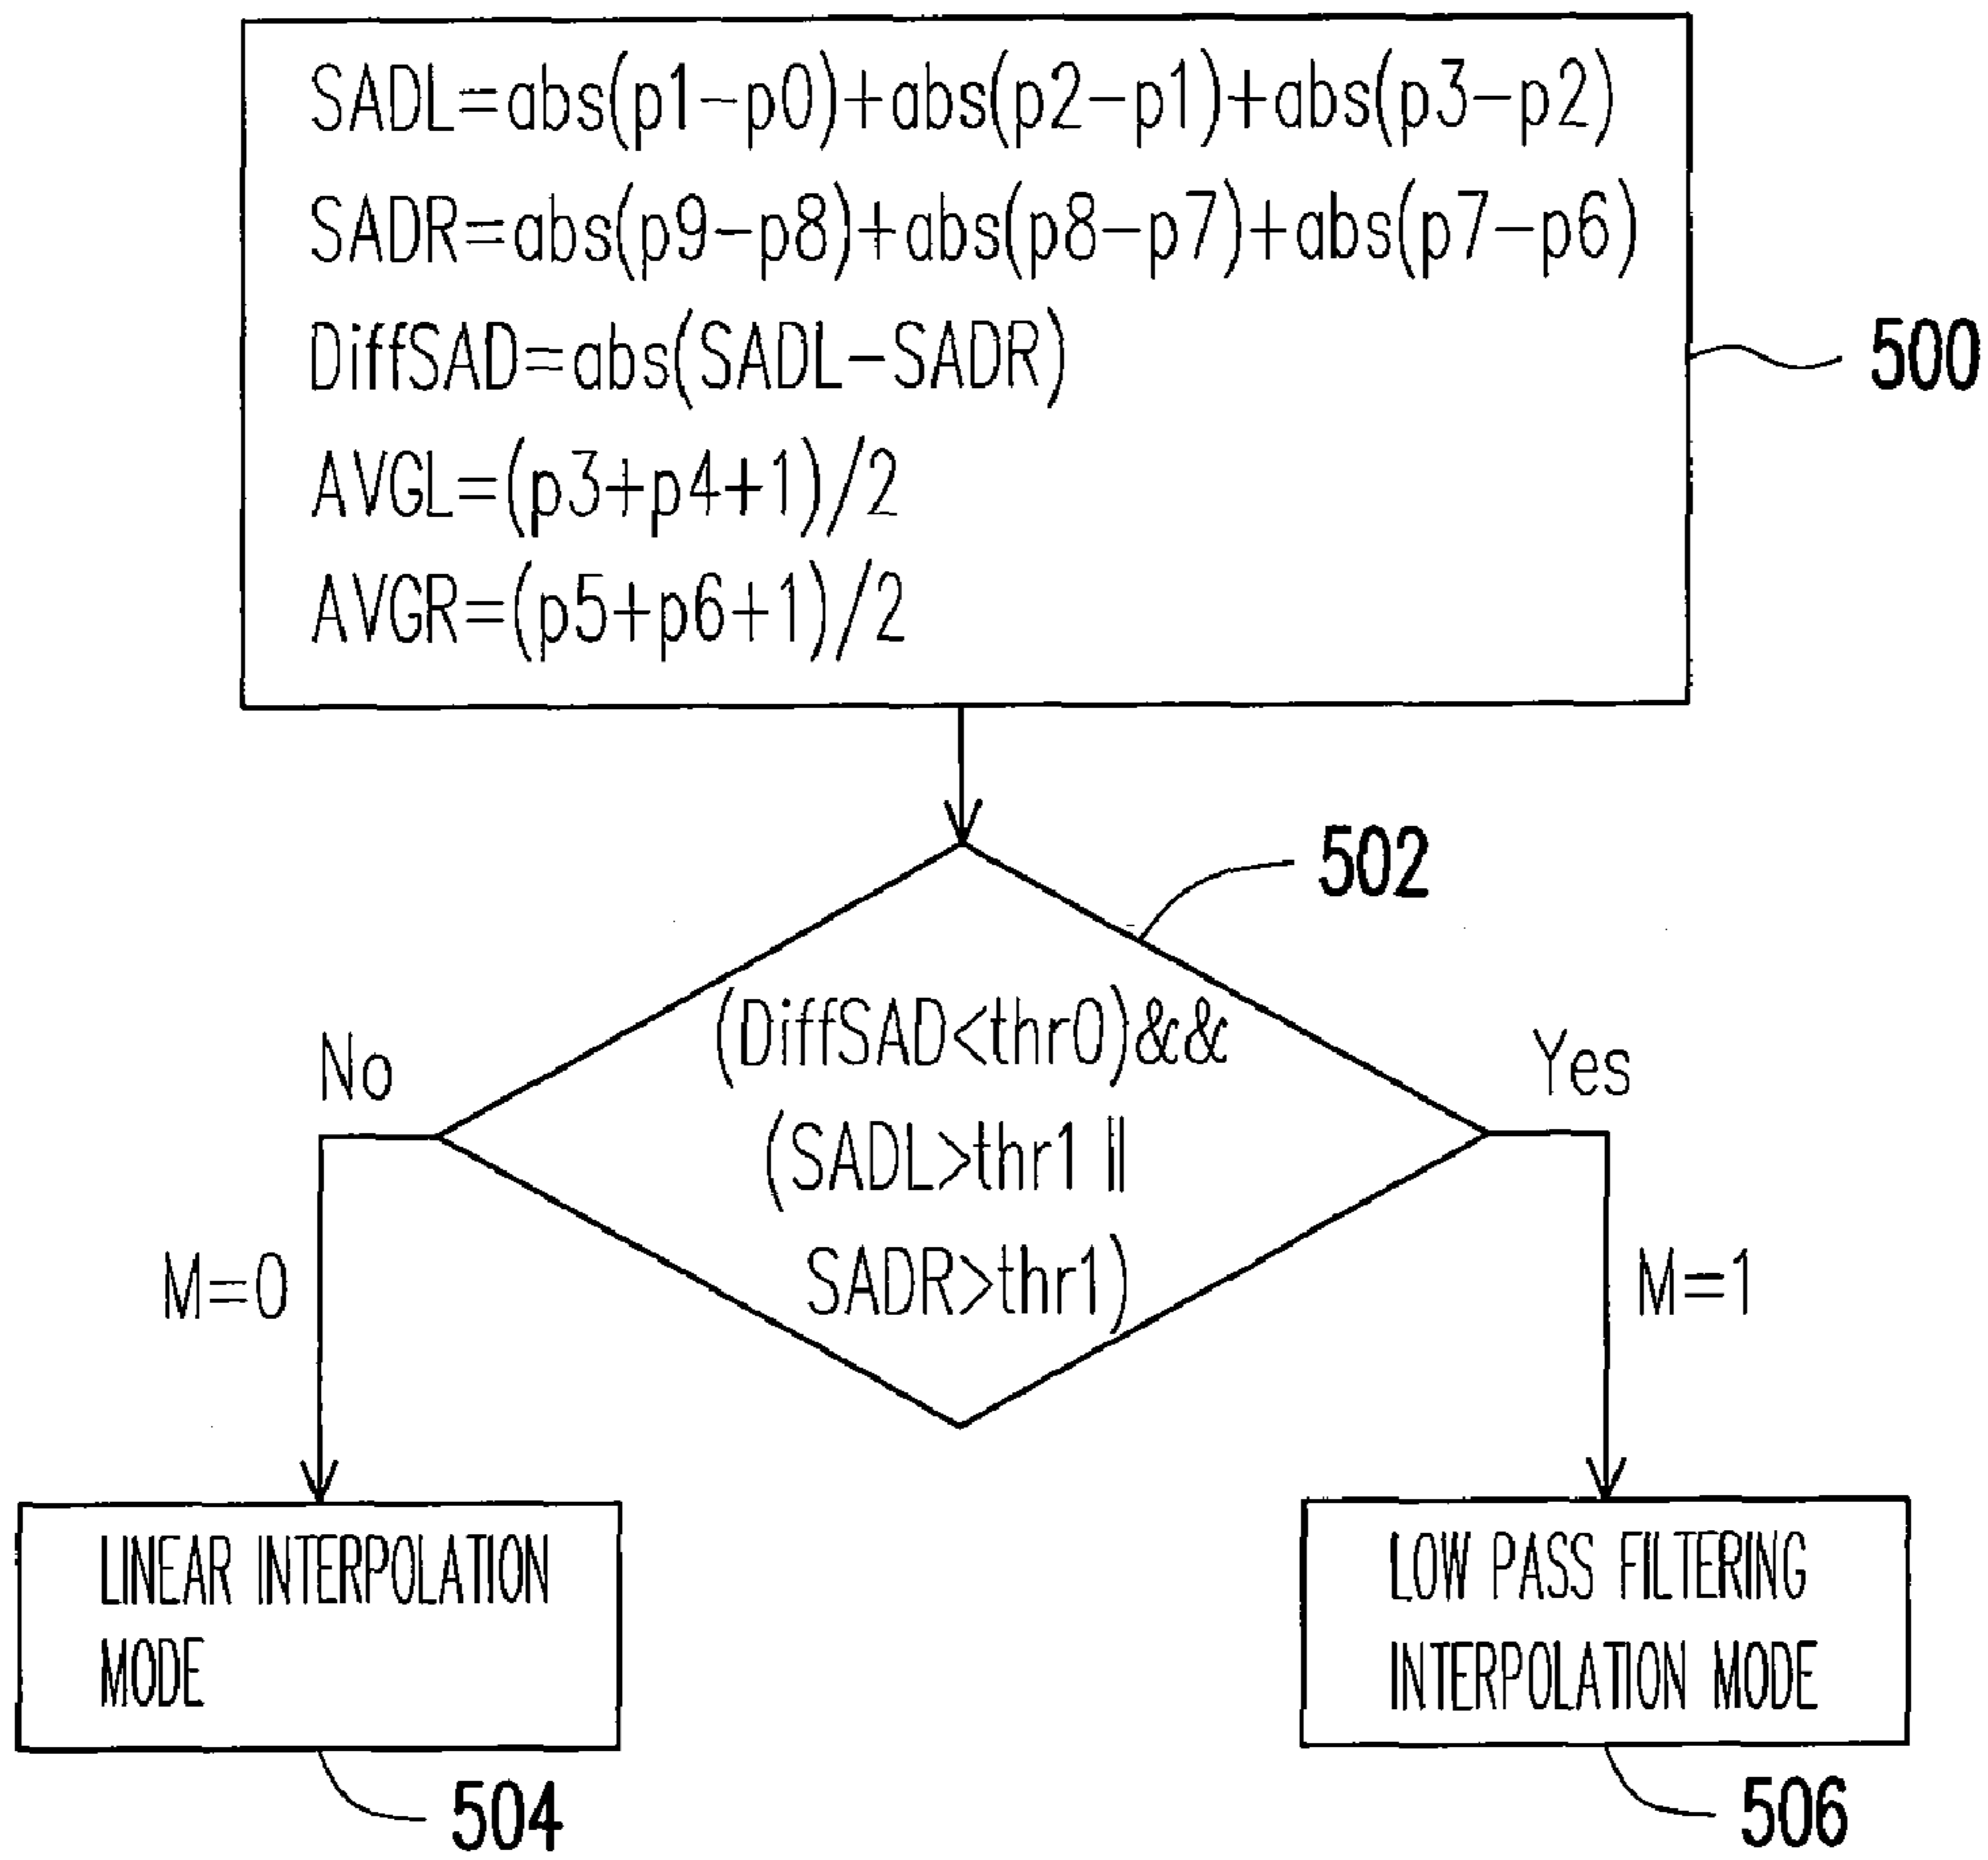 SADL=abs(p1-p0)+abs(p2-p1)+abs(p3-p2)
SADR=abs(p9-p8)+abs(p8-p7)+abs(p7-p6)
DiffSAD=abs(SADL-SADR)
AVGL=(p3+p4+1)/2
AVGR=(p5+p6+1)/2
500
502
(DiffSAD<thr0)&&
(SADL>thr1 ||
SADR>thr1)
No
Yes
M=0
M=1
LINEAR INTERPOLATION
MODE
504
LOW PASS FILTERING
INTERPOLATION MODE
506